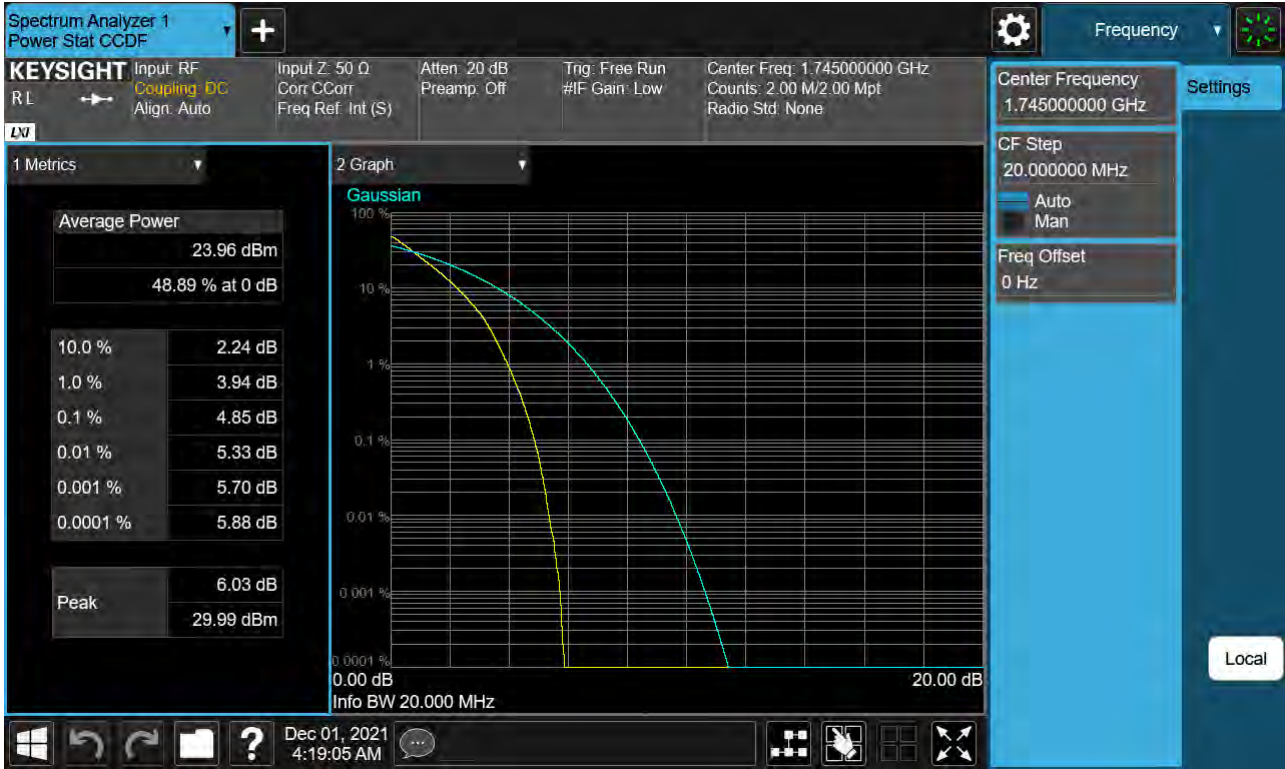 Spectrum Analyzer 1
Power Stat CCDF
Frequency
KEYSIGHT
R L
LXI
Input: RF
Coupling: DC
Align: Auto
Input Z: 50 Ω
Corr CCorr
Freq Ref: Int (S)
Atten: 20 dB
Preamp: Off
Trig: Free Run
#IF Gain: Low
Center Freq: 1.745000000 GHz
Counts: 2.00 M/2.00 Mpt
Radio Std: None
Center Frequency
1.745000000 GHz
Settings
CF Step
20.000000 MHz
Auto
Man
Freq Offset
0 Hz
1 Metrics
Average Power
23.96 dBm
48.89 % at 0 dB
10.0 % 2.24 dB
1.0 % 3.94 dB
0.1 % 4.85 dB
0.01 % 5.33 dB
0.001 % 5.70 dB
0.0001 % 5.88 dB
Peak
6.03 dB
29.99 dBm
2 Graph
Gaussian
100 %
10 %
1 %
0.1 %
0.01 %
0.001 %
0.0001 %
0.00 dB
20.00 dB
Info BW 20.000 MHz
Local
?
Dec 01, 2021
4:19:05 AM